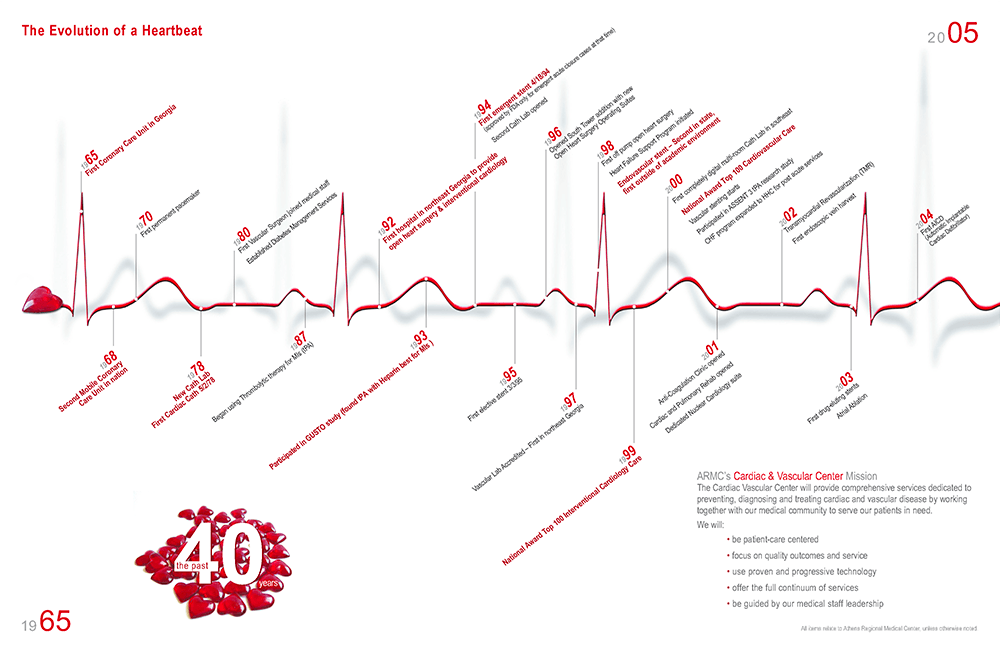 The Evolution of a Heartbeat
2005
1965
First Coronary Care Unit in Georgia
1968
Second Mobile Coronary
Care Unit in nation
1970
First permanent pacemaker
1978
New Cath Lab
First Cardiac Cath 5/2/78
1980
First Vascular Surgeon joined medical staff
Established Diabetes Management Services
1987
Began using Thrombolytic therapy for MIs (tPA)
1992
First hospital in northeast Georgia to provide
open heart surgery & interventional cardiology
1993
Participated in GUSTO study (found tPA with Heparin best for MIs )
1994
First emergent stent 4/18/94
(approved by FDA only for emergent acute closure cases at that time)
Second Cath Lab opened
1995
First elective stent 3/3/95
1996
Opened South Tower addition with new
Open Heart Surgery Operating Suites
1997
Vascular Lab Accredited – First in northeast Georgia
1998
First off pump open heart surgery
Heart Failure Support Program initiated
Endovascular stent – Second in state,
first outside of academic environment
1999
National Award Top 100 Interventional Cardiology Care
2000
First completely digital multi-room Cath Lab in southeast
National Award Top 100 Cardiovascular Care
Vascular stenting starts
Participated in ASSENT 3 tPA research study
CHF program expanded to HHC for post acute services
2001
Anti-Coagulation Clinic opened
Cardiac and Pulmonary Rehab opened
Dedicated Nuclear Cardiology suite
2002
Transmyocardial Revascularization (TMR)
First endoscopic vein harvest
2003
First drug-eluting stents
Atrial Ablation
2004
First AICD
(Automatic Implantable
Cardiac Defibrillator)
ARMC's Cardiac & Vascular Center Mission
The Cardiac Vascular Center will provide comprehensive services dedicated to
preventing, diagnosing and treating cardiac and vascular disease by working
together with our medical community to serve our patients in need.
We will:
• be patient-care centered
• focus on quality outcomes and service
• use proven and progressive technology
• offer the full continuum of services
• be guided by our medical staff leadership
the past
40
years
1965
All items relate to Athens Regional Medical Center, unless otherwise noted.